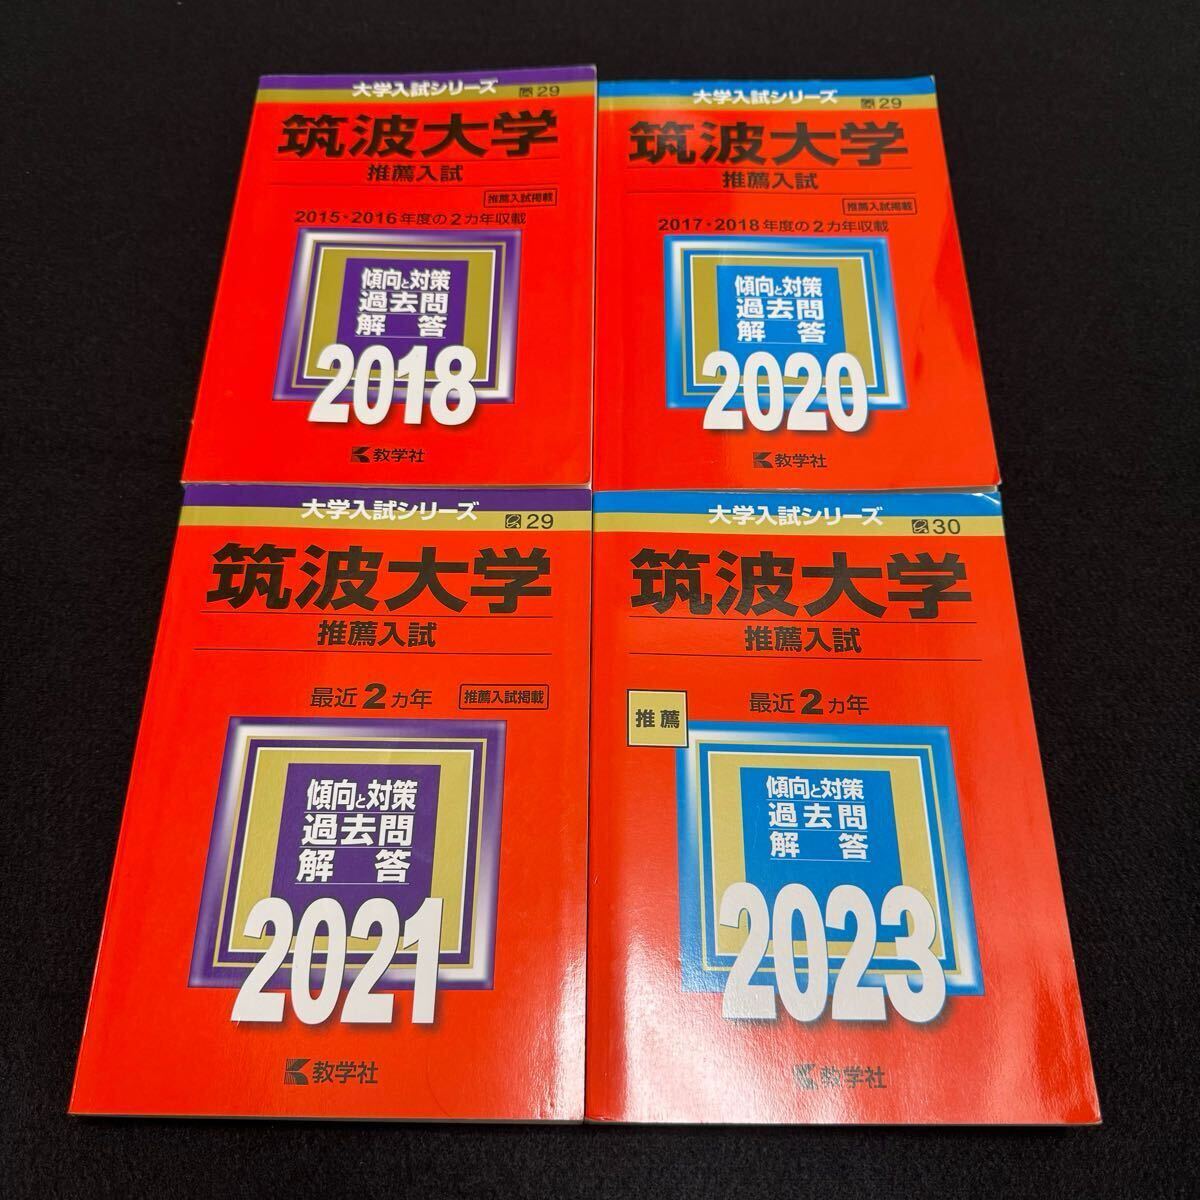 大学入試シリーズ
29
筑波大学
推薦入試
推薦入試掲載
2015・2016年度の2カ年収載
傾向と対策
過去問
解答
2018
教学社
大学入試シリーズ
29
筑波大学
推薦入試
推薦入試掲載
2017・2018年度の2カ年収載
傾向と対策
過去問
解答
2020
教学社
大学入試シリーズ
29
筑波大学
推薦入試
最近2カ年
推薦入試掲載
傾向と対策
過去問
解答
2021
教学社
大学入試シリーズ
30
筑波大学
推薦入試
推薦
最近2カ年
傾向と対策
過去問
解答
2023
教学社